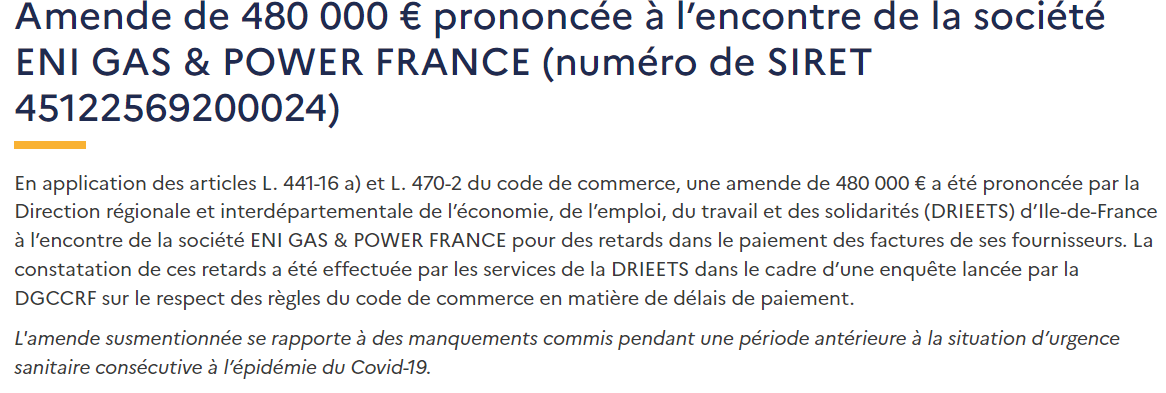 Amende de 480 000 € prononcée à l’encontre de la société
ENI GAS & POWER FRANCE (numéro de SIRET
45122569200024)
En application des articles L. 441-16 a) et L. 470-2 du code de commerce, une amende de 480 000 € a été prononcée par la
Direction régionale et interdépartementale de l’économie, de l’emploi, du travail et des solidarités (DRIEETS) d’Ile-de-France
à l’encontre de la société ENI GAS & POWER FRANCE pour des retards dans le paiement des factures de ses fournisseurs. La
constatation de ces retards a été effectuée par les services de la DRIEETS dans le cadre d’une enquête lancée par la
DGCCRF sur le respect des règles du code de commerce en matière de délais de paiement.
L'amende susmentionnée se rapporte à des manquements commis pendant une période antérieure à la situation d’urgence
sanitaire consécutive à l’épidémie du Covid-19.